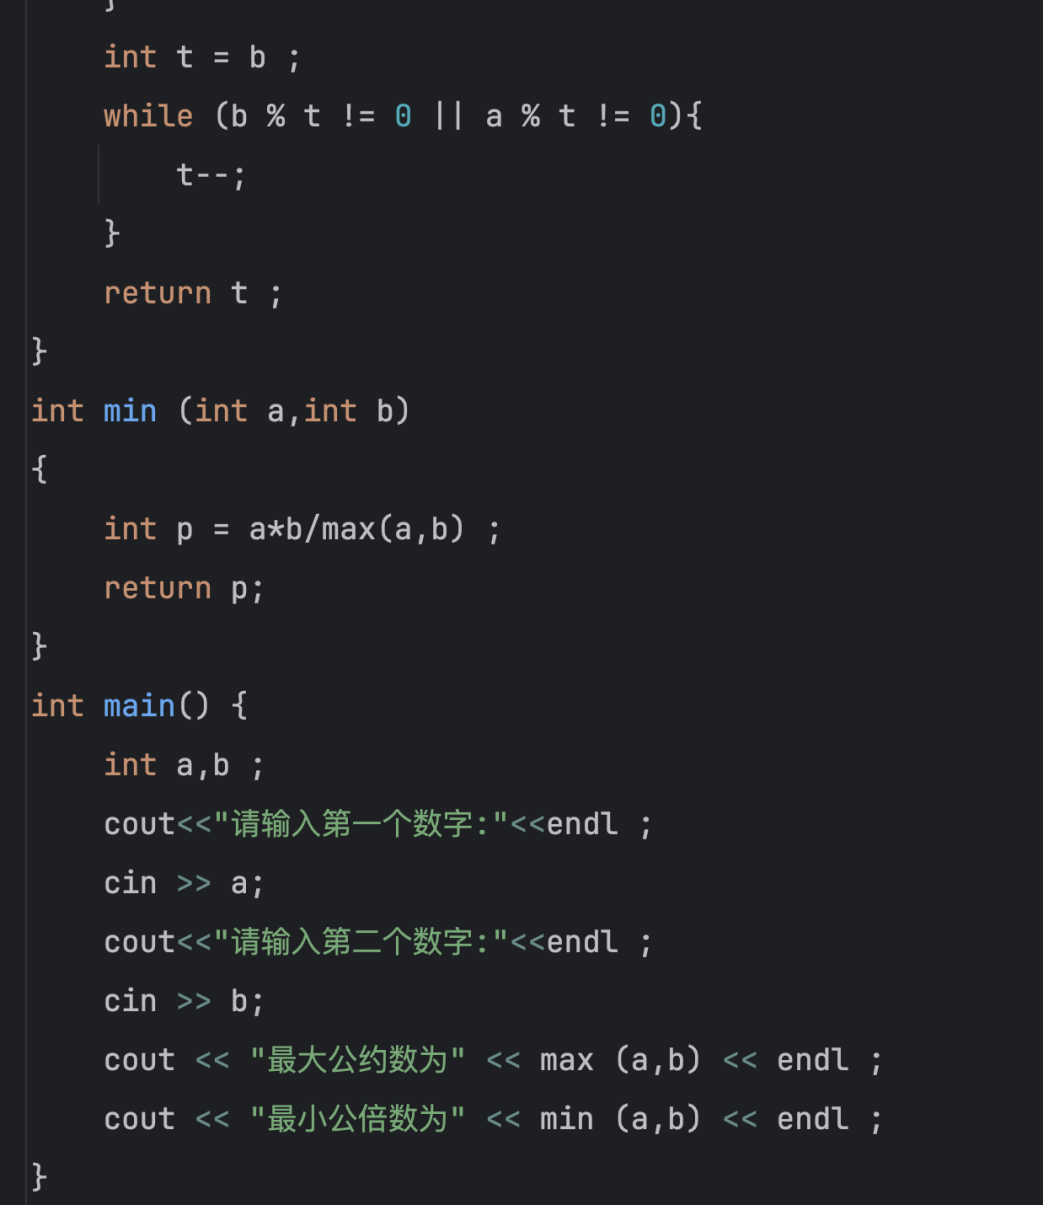 }
int t = b ;
while (b % t != 0 || a % t != 0){
t--;
}
return t ;
}
int min (int a,int b)
{
int p = a*b/max(a,b) ;
return p;
}
int main() {
int a,b ;
cout<<"请输入第一个数字:"<<endl ;
cin >> a;
cout<<"请输入第二个数字:"<<endl ;
cin >> b;
cout << "最大公约数为" << max (a,b) << endl ;
cout << "最小公倍数为" << min (a,b) << endl ;
}